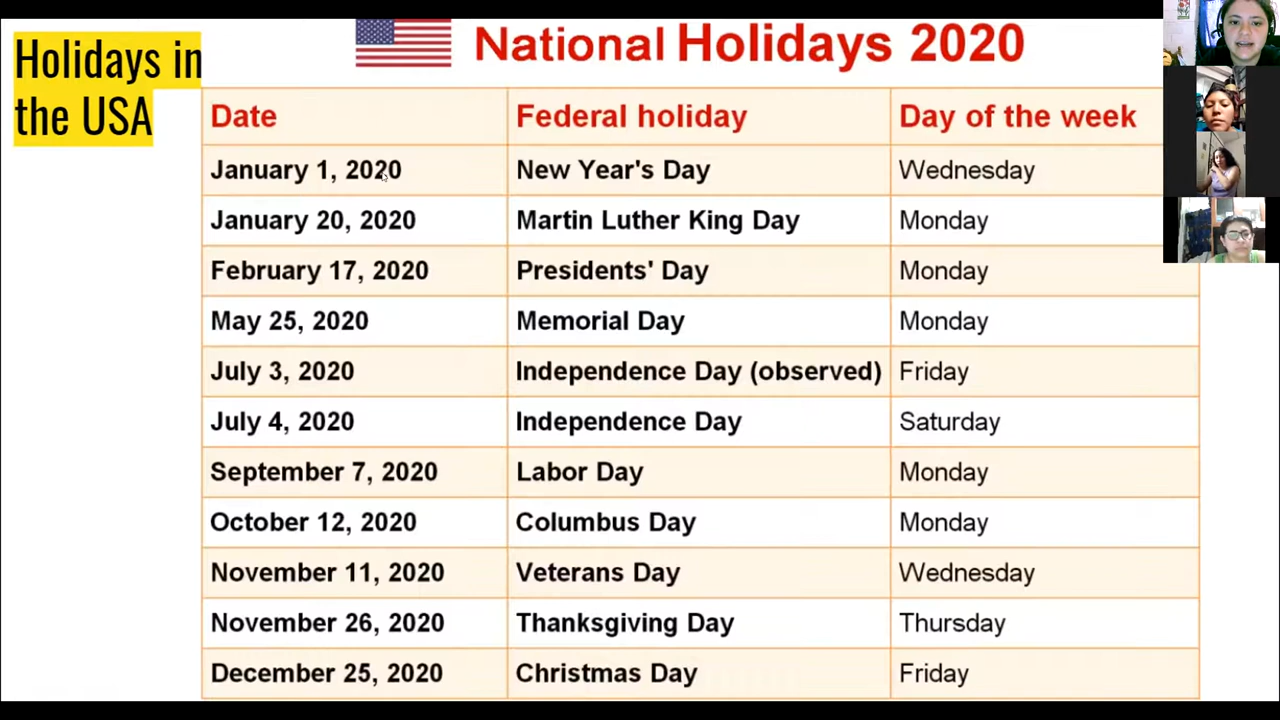 Holidays in
the USA
National Holidays 2020
Date Federal holiday Day of the week
January 1, 2020 New Year's Day Wednesday
January 20, 2020 Martin Luther King Day Monday
February 17, 2020 Presidents' Day Monday
May 25, 2020 Memorial Day Monday
July 3, 2020 Independence Day (observed) Friday
July 4, 2020 Independence Day Saturday
September 7, 2020 Labor Day Monday
October 12, 2020 Columbus Day Monday
November 11, 2020 Veterans Day Wednesday
November 26, 2020 Thanksgiving Day Thursday
December 25, 2020 Christmas Day Friday